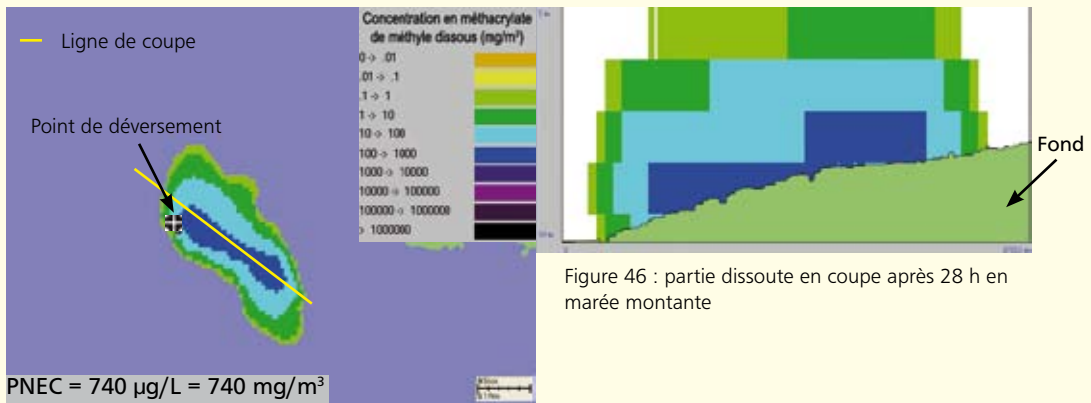 Ligne de coupe
Point de déversement
PNEC = 740 µg/L = 740 mg/m³
Concentration en méthacrylate
de méthyle dissous (mg/m³)
0 -> .01
.01 -> .1
.1 -> 1
1 -> 10
10 -> 100
100 -> 1000
1000 -> 10000
10000 -> 100000
100000 -> 1000000
> 1000000
Fond
Figure 46 : partie dissoute en coupe après 28 h en
marée montante